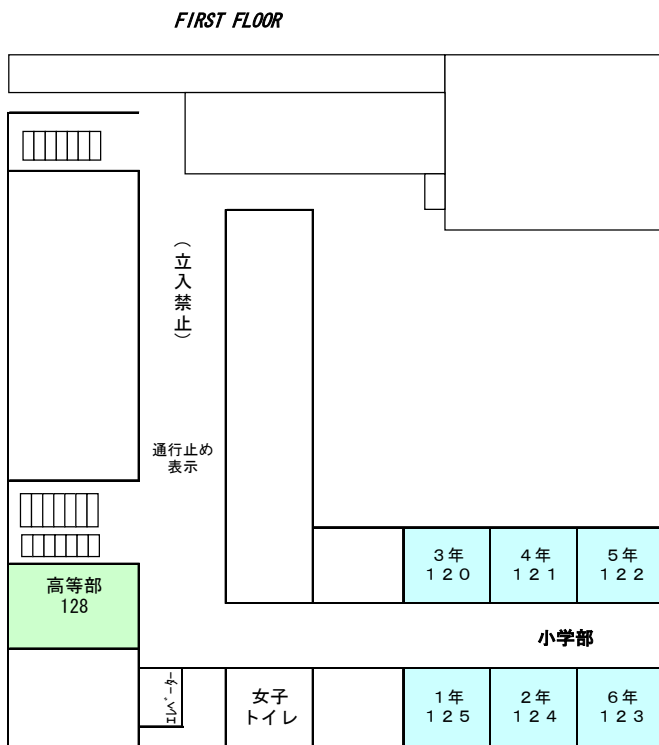 FIRST FLOOR
（立入禁止）
通行止め
表示
3年
１２０
4年
１２１
5年
１２２
高等部
128
小学部
エレベーター
女子
トイレ
1年
１２５
2年
１２４
6年
１２３